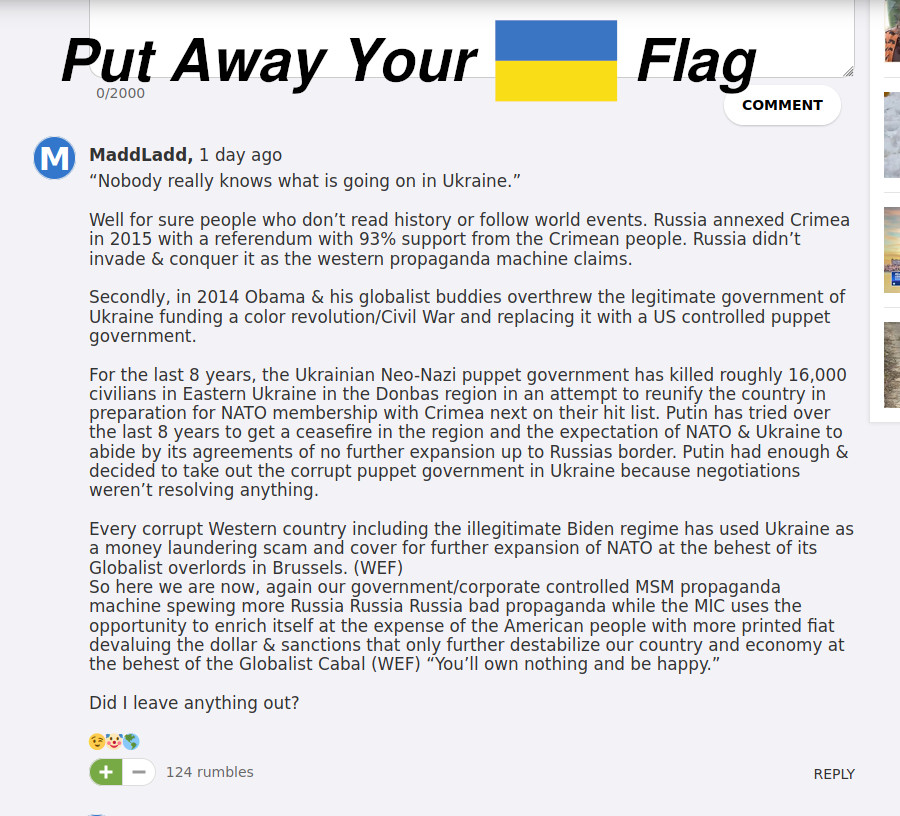 Put Away Your Flag
0/2000
COMMENT
M
MaddLadd, 1 day ago
“Nobody really knows what is going on in Ukraine.”
Well for sure people who don’t read history or follow world events. Russia annexed Crimea
in 2015 with a referendum with 93% support from the Crimean people. Russia didn’t
invade & conquer it as the western propaganda machine claims.
Secondly, in 2014 Obama & his globalist buddies overthrew the legitimate government of
Ukraine funding a color revolution/Civil War and replacing it with a US controlled puppet
government.
For the last 8 years, the Ukrainian Neo-Nazi puppet government has killed roughly 16,000
civilians in Eastern Ukraine in the Donbas region in an attempt to reunify the country in
preparation for NATO membership with Crimea next on their hit list. Putin has tried over
the last 8 years to get a ceasefire in the region and the expectation of NATO & Ukraine to
abide by its agreements of no further expansion up to Russias border. Putin had enough &
decided to take out the corrupt puppet government in Ukraine because negotiations
weren’t resolving anything.
Every corrupt Western country including the illegitimate Biden regime has used Ukraine as
a money laundering scam and cover for further expansion of NATO at the behest of its
Globalist overlords in Brussels. (WEF)
So here we are now, again our government/corporate controlled MSM propaganda
machine spewing more Russia Russia Russia bad propaganda while the MIC uses the
opportunity to enrich itself at the expense of the American people with more printed fiat
devaluing the dollar & sanctions that only further destabilize our country and economy at
the behest of the Globalist Cabal (WEF) “You’ll own nothing and be happy.”
Did I leave anything out?
😉🤡🌎
+ − 124 rumbles
REPLY